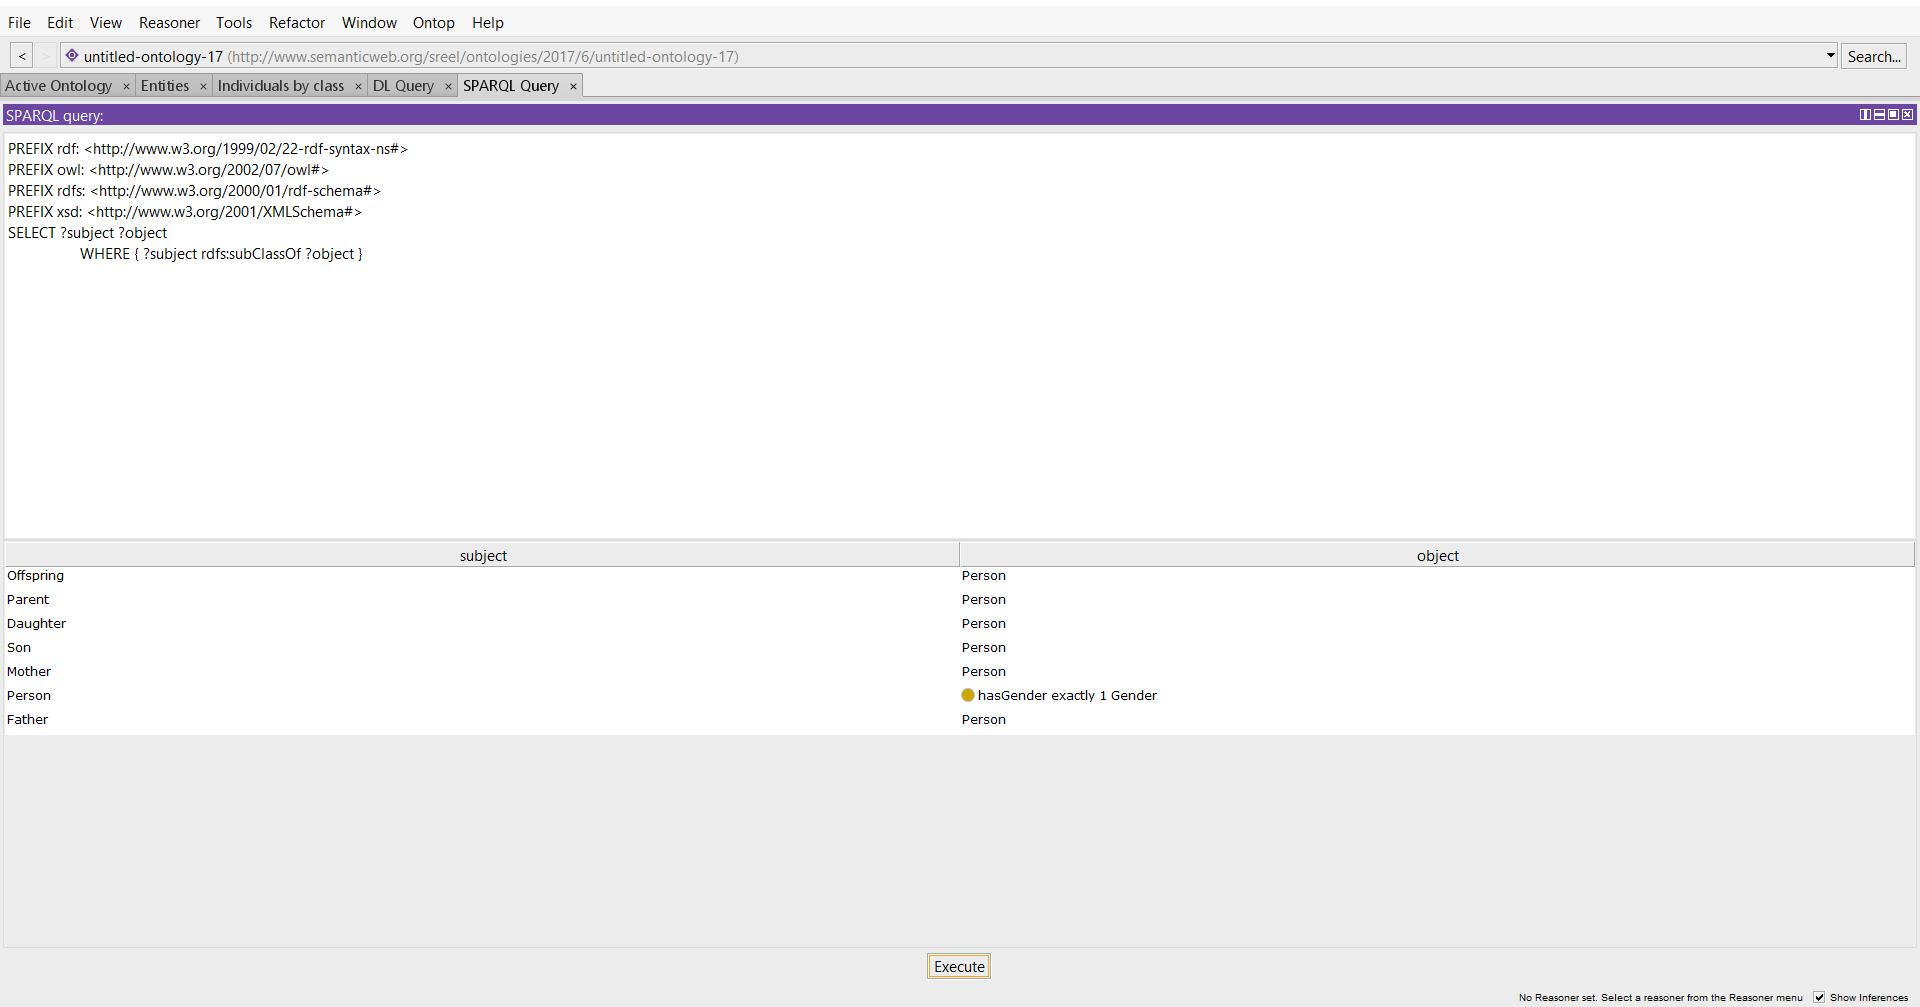 File Edit View Reasoner Tools Refactor Window Ontop Help
< > untitled-ontology-17 (http://www.semanticweb.org/sreel/ontologies/2017/6/untitled-ontology-17) Search...
Active Ontology × Entities × Individuals by class × DL Query × SPARQL Query ×
SPARQL query:
PREFIX rdf: <http://www.w3.org/1999/02/22-rdf-syntax-ns#>
PREFIX owl: <http://www.w3.org/2002/07/owl#>
PREFIX rdfs: <http://www.w3.org/2000/01/rdf-schema#>
PREFIX xsd: <http://www.w3.org/2001/XMLSchema#>
SELECT ?subject ?object
WHERE { ?subject rdfs:subClassOf ?object }
subject object
Offspring Person
Parent Person
Daughter Person
Son Person
Mother Person
Person hasGender exactly 1 Gender
Father Person
Execute
No Reasoner set. Select a reasoner from the Reasoner menu Show Inferences